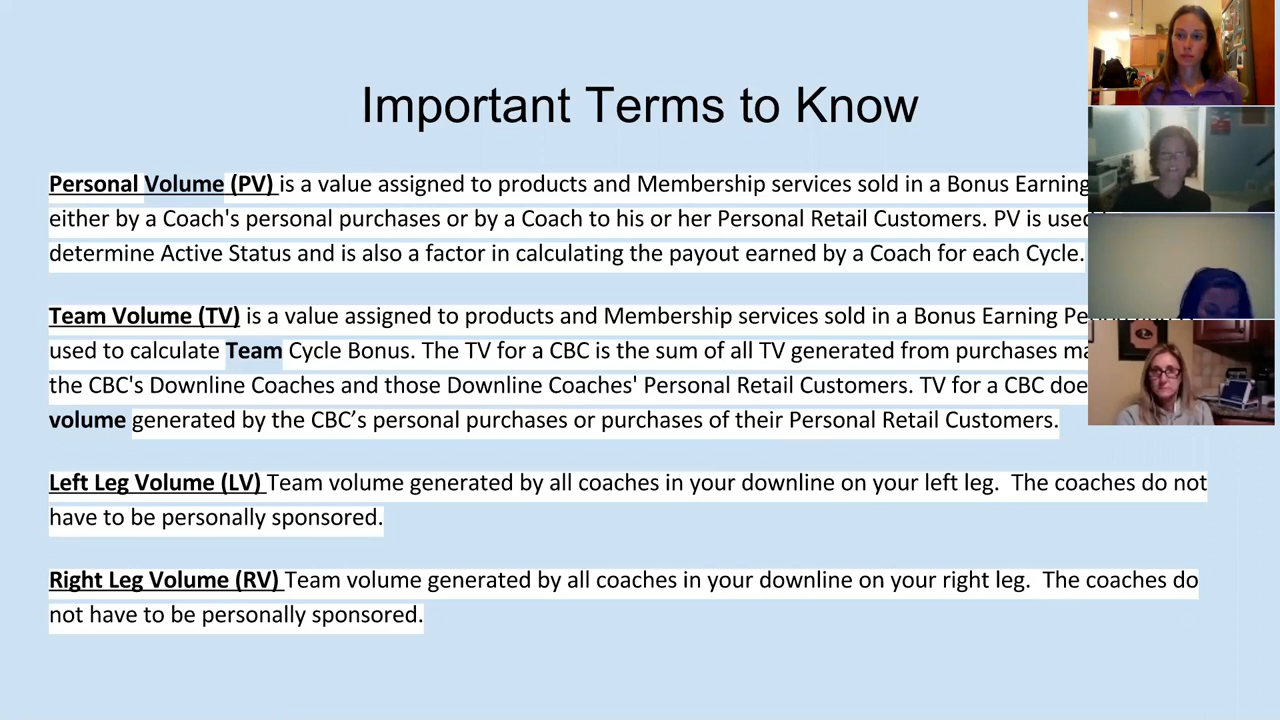 Important Terms to Know
Personal Volume (PV) is a value assigned to products and Membership services sold in a Bonus Earning
either by a Coach's personal purchases or by a Coach to his or her Personal Retail Customers. PV is used
determine Active Status and is also a factor in calculating the payout earned by a Coach for each Cycle.
Team Volume (TV) is a value assigned to products and Membership services sold in a Bonus Earning
used to calculate Team Cycle Bonus. The TV for a CBC is the sum of all TV generated from purchases
the CBC's Downline Coaches and those Downline Coaches' Personal Retail Customers. TV for a CBC
volume generated by the CBC’s personal purchases or purchases of their Personal Retail Customers.
Left Leg Volume (LV) Team volume generated by all coaches in your downline on your left leg. The coaches do not
have to be personally sponsored.
Right Leg Volume (RV) Team volume generated by all coaches in your downline on your right leg. The coaches do
not have to be personally sponsored.